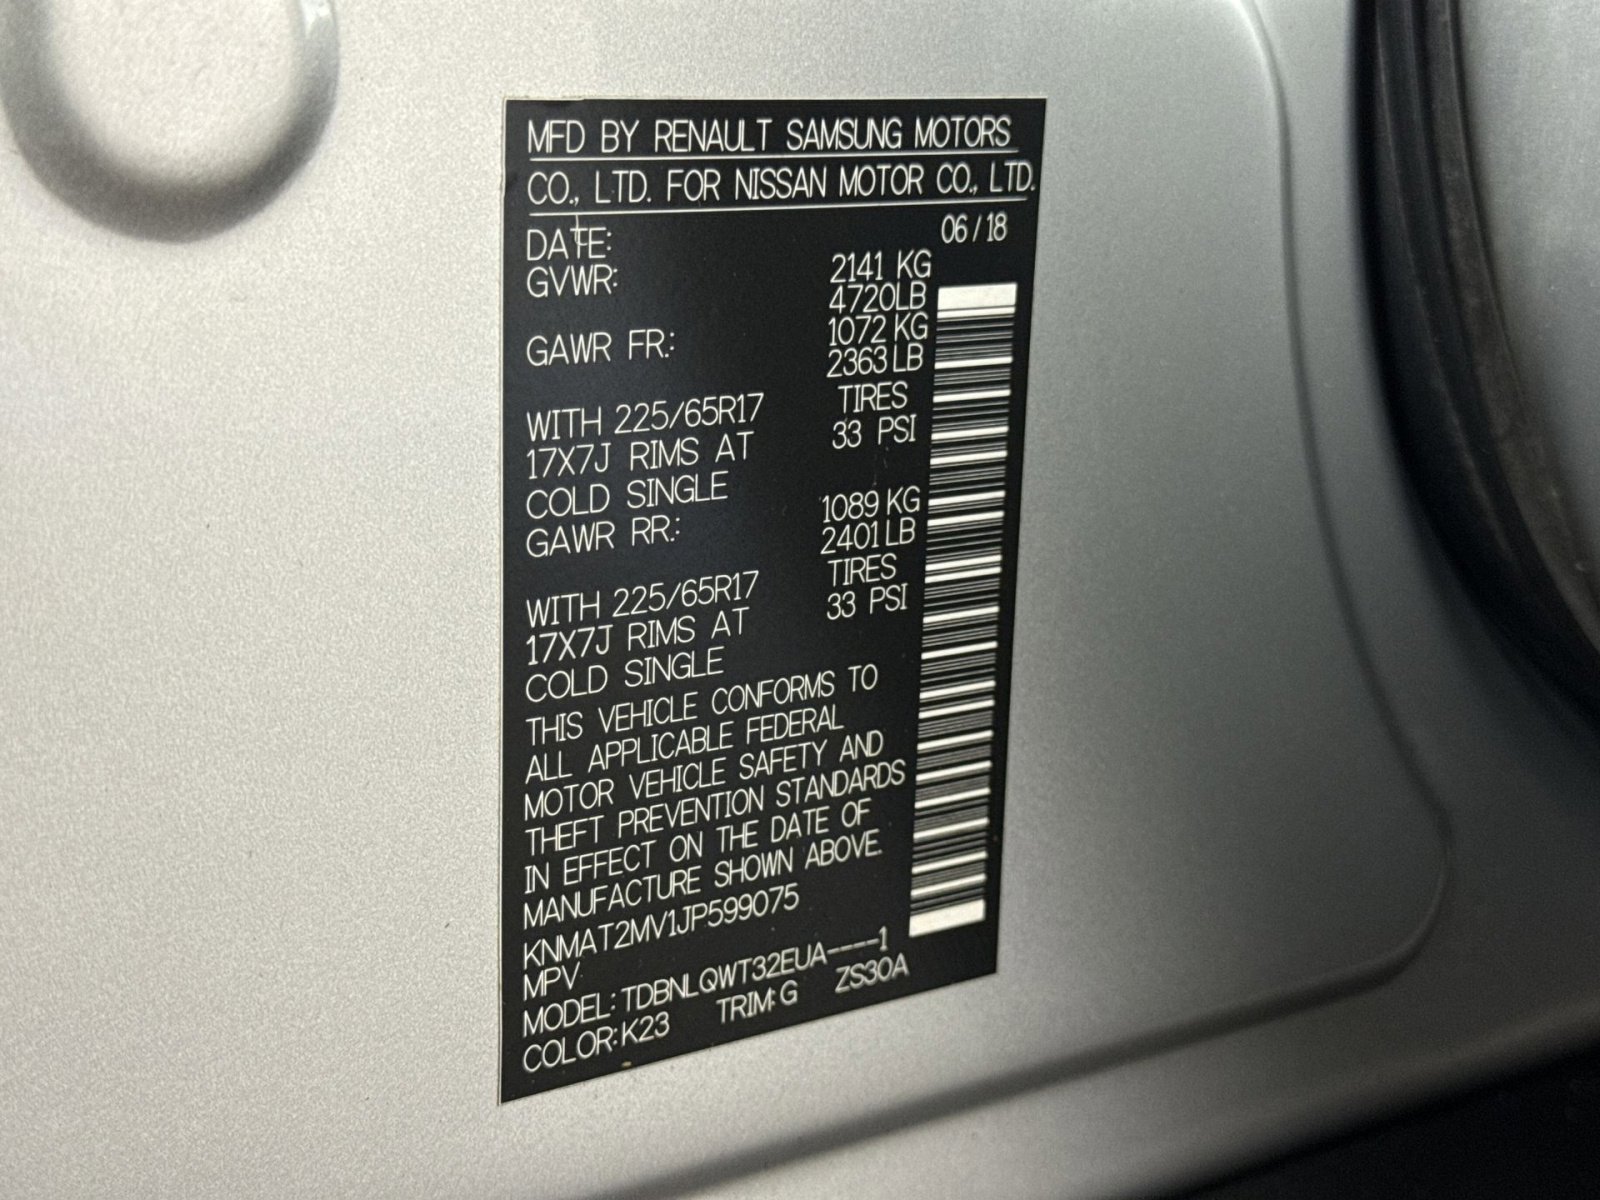 MFD BY RENAULT SAMSUNG MOTORS
CO., LTD. FOR NISSAN MOTOR CO., LTD.
DATE: 06/18
GVWR: 2141 KG
4720LB
GAWR FR.: 1072 KG
2363 LB
WITH 225/65R17 TIRES
17X7J RIMS AT 33 PSI
COLD SINGLE
GAWR RR.: 1089 KG
2401 LB
WITH 225/65R17 TIRES
17X7J RIMS AT 33 PSI
COLD SINGLE
THIS VEHICLE CONFORMS TO
ALL APPLICABLE FEDERAL
MOTOR VEHICLE SAFETY AND
THEFT PREVENTION STANDARDS
IN EFFECT ON THE DATE OF
MANUFACTURE SHOWN ABOVE.
KNMAT2MV1JP599075
MPV
MODEL: TDBNLQWT32EUA----1
COLOR: K23 TRIM: G ZS30A